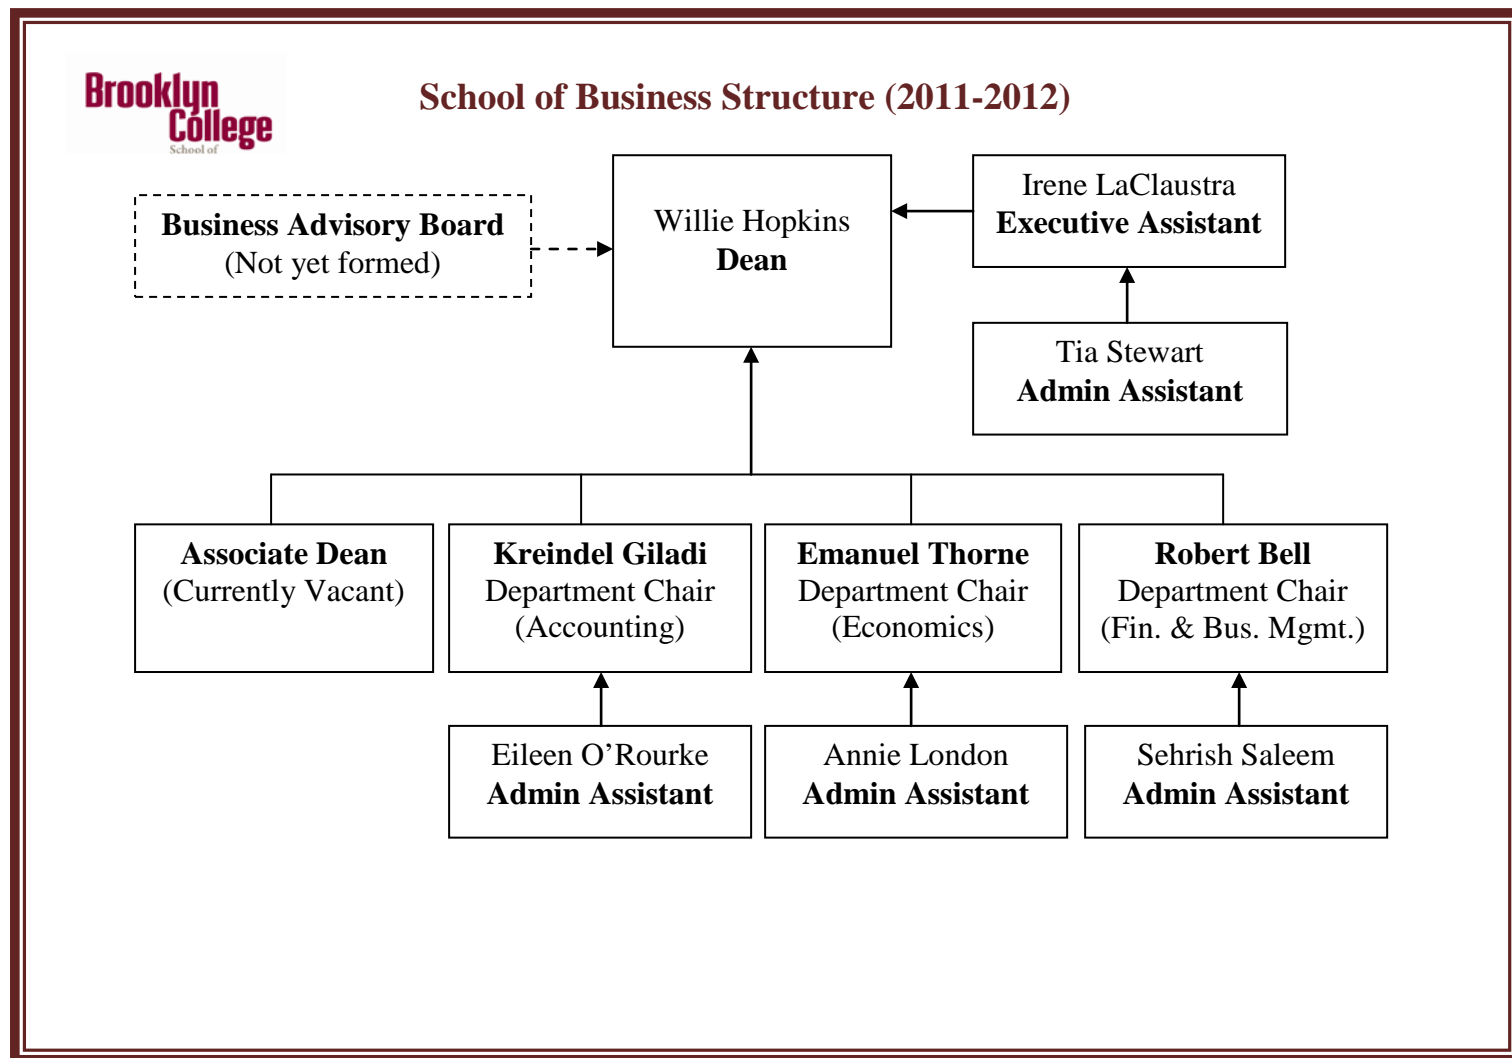 Brooklyn
College
School of
School of Business Structure (2011-2012)
Business Advisory Board
(Not yet formed)
Willie Hopkins
Dean
Irene LaClaustra
Executive Assistant
Tia Stewart
Admin Assistant
Associate Dean
(Currently Vacant)
Kreindel Giladi
Department Chair
(Accounting)
Emanuel Thorne
Department Chair
(Economics)
Robert Bell
Department Chair
(Fin. & Bus. Mgmt.)
Eileen O’Rourke
Admin Assistant
Annie London
Admin Assistant
Sehrish Saleem
Admin Assistant